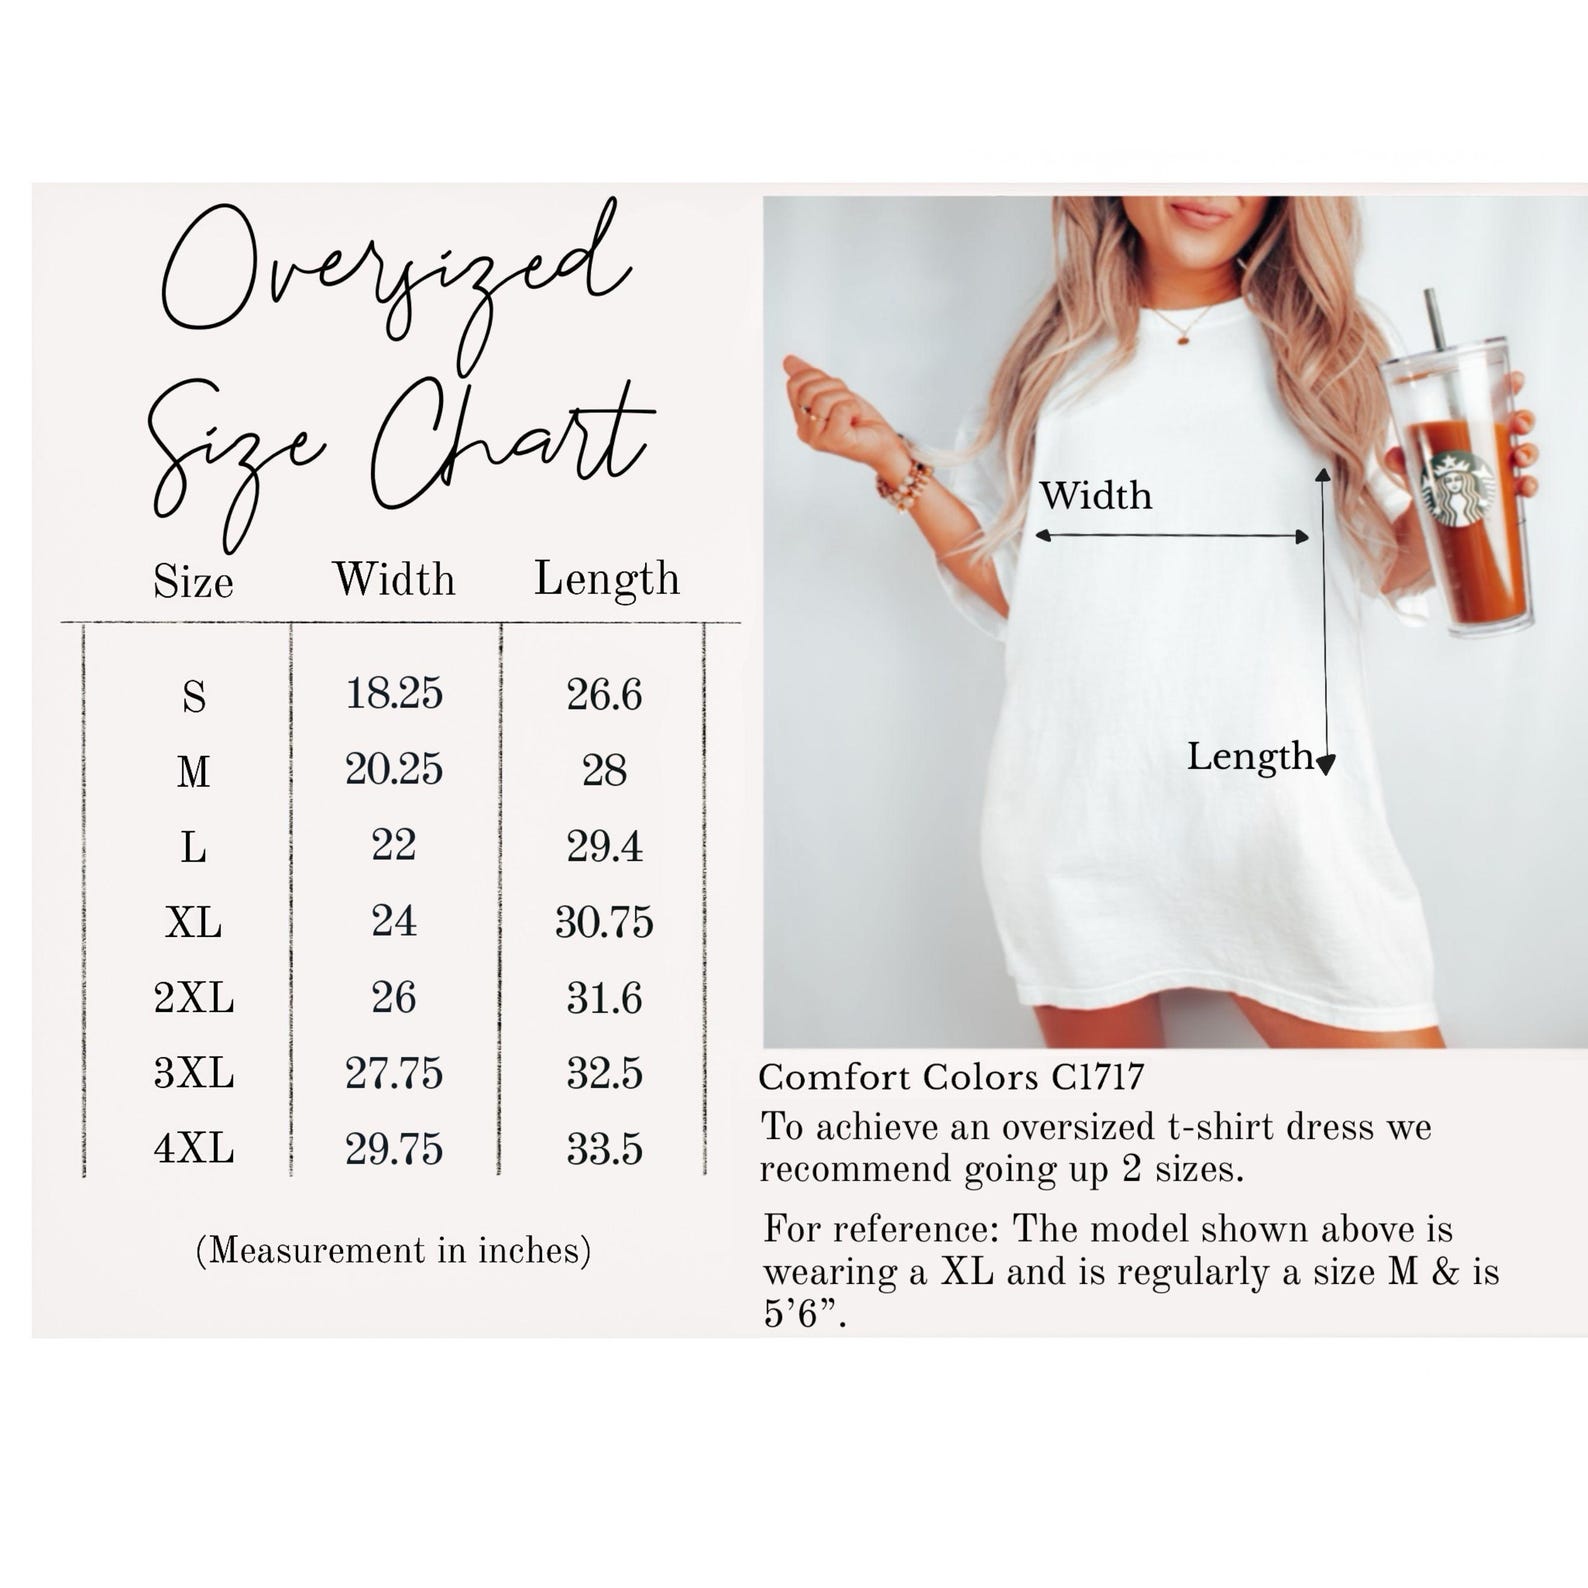 Oversized
Size Chart
Size Width Length
S 18.25 26.6
M 20.25 28
L 22 29.4
XL 24 30.75
2XL 26 31.6
3XL 27.75 32.5
4XL 29.75 33.5
(Measurement in inches)
Width
Length
Comfort Colors C1717
To achieve an oversized t-shirt dress we
recommend going up 2 sizes.
For reference: The model shown above is
wearing a XL and is regularly a size M & is
5’6”.